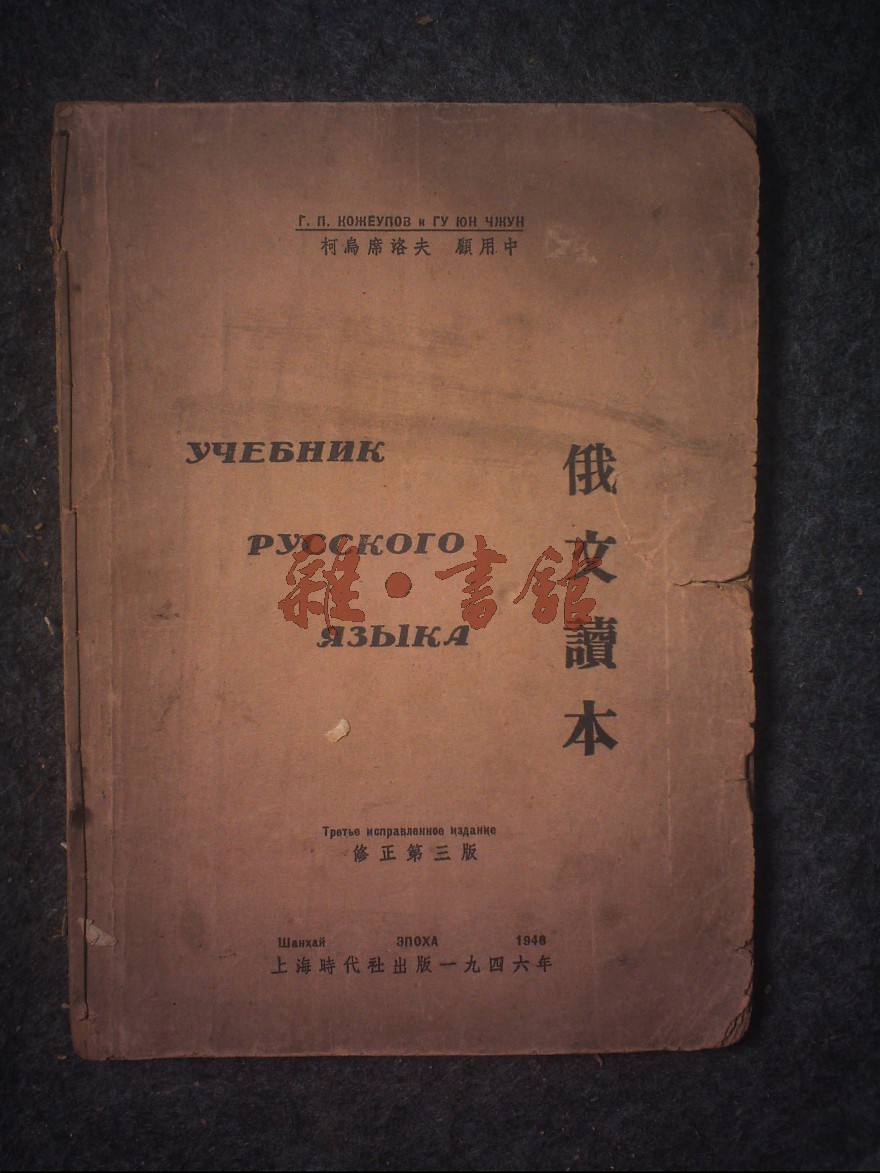 Г. П. КОЖЕУПОВ и ГУ ЮН ЧЖУН
柯烏席洛夫 顧用中
УЧЕБНИК
РУССКОГО
ЯЗЫКА
俄文讀本
雜·書館
Третье исправленное издание
修正第三版
Шанхай ЭПОХА 1946
上海時代社出版一九四六年